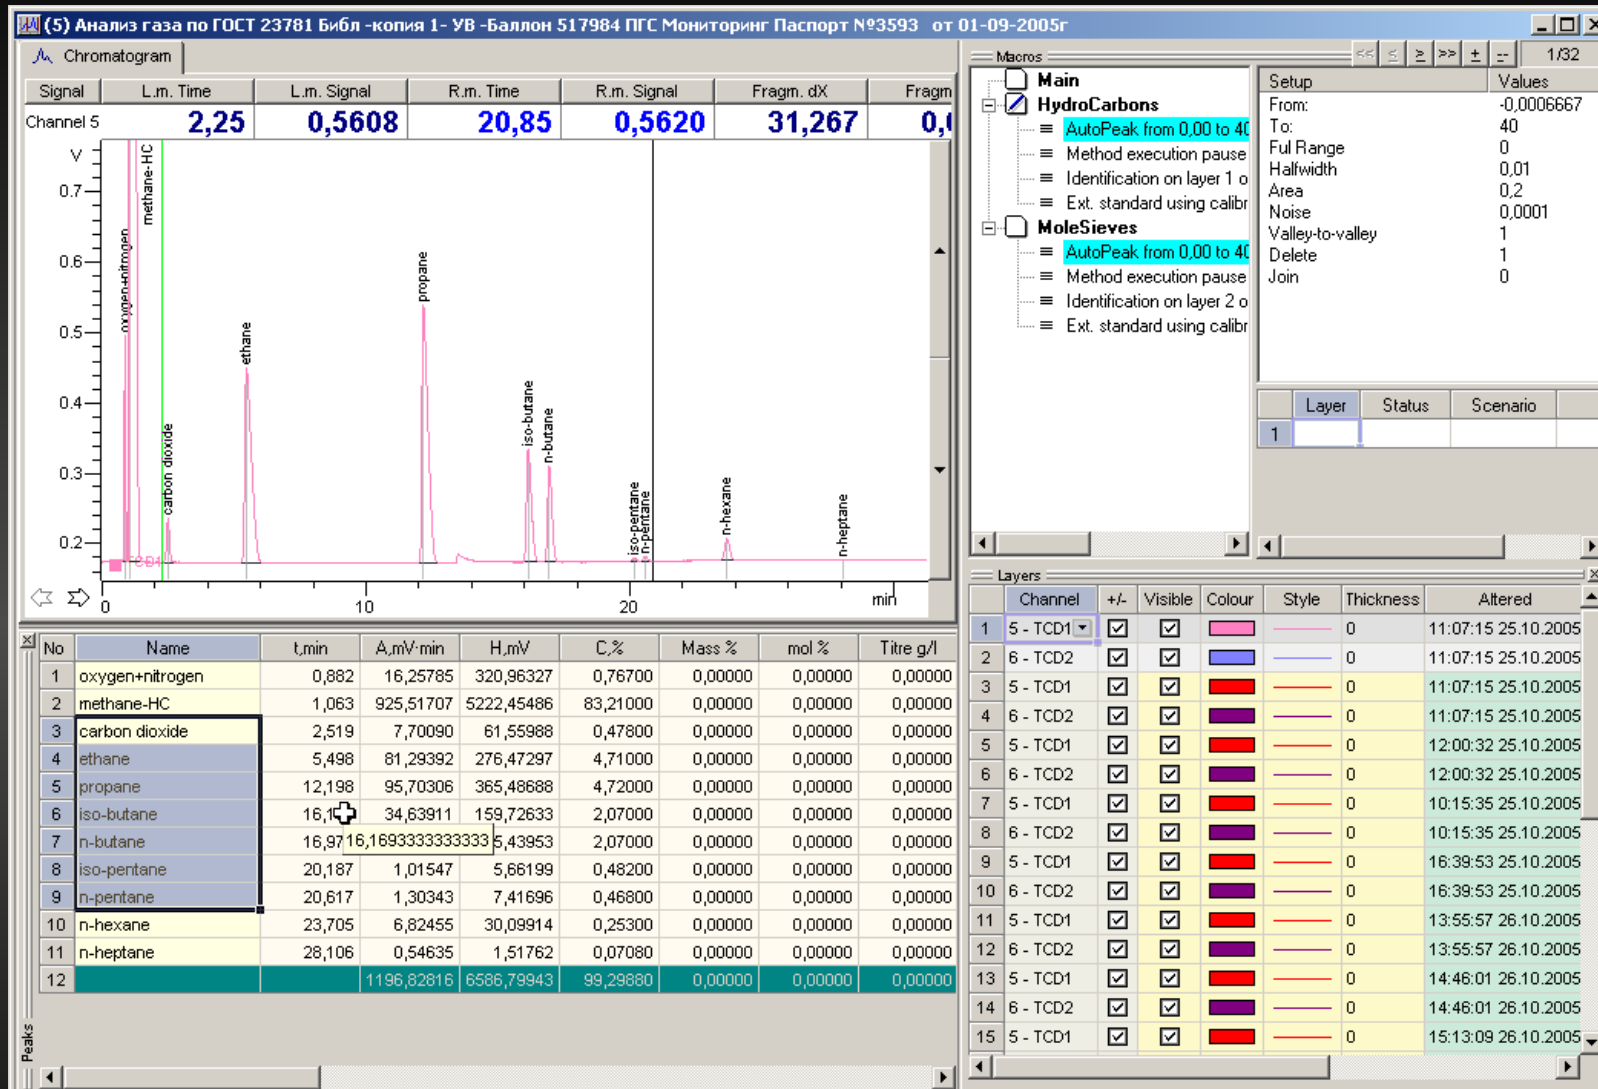 (5) Анализ газа по ГОСТ 23781 Библ -копия 1- УВ -Баллон 517984 ПГС Мониторинг Паспорт №3593 от 01-09-2005г
Chromatogram
Signal L.m. Time L.m. Signal R.m. Time R.m. Signal Fragm. dX Fragm
Channel 5 2,25 0,5608 20,85 0,5620 31,267
V
0.7
0.6
0.5
0.4
0.3
0.2
oxygen+nitrogen
methane-HC
carbon dioxide
ethane
propane
iso-butane
n-butane
iso-pentane
n-pentane
n-hexane
n-heptane
0 10 20 min
No Name t,min A,mV·min H,mV C,% Mass % mol % Titre g/l
1 oxygen+nitrogen 0,882 16,25785 320,96327 0,76700 0,00000 0,00000 0,00000
2 methane-HC 1,063 925,51707 5222,45486 83,21000 0,00000 0,00000 0,00000
3 carbon dioxide 2,519 7,70090 61,55988 0,47800 0,00000 0,00000 0,00000
4 ethane 5,498 81,29392 276,47297 4,71000 0,00000 0,00000 0,00000
5 propane 12,198 95,70306 365,48688 4,72000 0,00000 0,00000 0,00000
6 iso-butane 34,63911 159,72633 2,07000 0,00000 0,00000 0,00000
7 n-butane 16,97 16,1693333333333 5,43953 2,07000 0,00000 0,00000 0,00000
8 iso-pentane 20,187 1,01547 5,66199 0,48200 0,00000 0,00000 0,00000
9 n-pentane 20,617 1,30343 7,41696 0,46800 0,00000 0,00000 0,00000
10 n-hexane 23,705 6,82455 30,09914 0,25300 0,00000 0,00000 0,00000
11 n-heptane 28,106 0,54635 1,51762 0,07080 0,00000 0,00000 0,00000
12 1196,82816 6586,79943 99,29880 0,00000 0,00000 0,00000
Peaks
Macros << ≤ ≥ >> ± -- 1/32
Main
HydroCarbons
AutoPeak from 0,00 to 40
Method execution pause
Identification on layer 1 o
Ext. standard using calibr
MoleSieves
AutoPeak from 0,00 to 40
Method execution pause
Identification on layer 2 o
Ext. standard using calibr
Setup Values
From: -0,0006667
To: 40
Ful Range 0
Halfwidth 0,01
Area 0,2
Noise 0,0001
Valley-to-valley 1
Delete 1
Join 0
Layer Status Scenario
1
Layers
Channel +/- Visible Colour Style Thickness Altered
1 5 - TCD1 0 11:07:15 25.10.2005
2 6 - TCD2 0 11:07:15 25.10.2005
3 5 - TCD1 0 11:07:15 25.10.2005
4 6 - TCD2 0 11:07:15 25.10.2005
5 5 - TCD1 0 12:00:32 25.10.2005
6 6 - TCD2 0 12:00:32 25.10.2005
7 5 - TCD1 0 10:15:35 25.10.2005
8 6 - TCD2 0 10:15:35 25.10.2005
9 5 - TCD1 0 16:39:53 25.10.2005
10 6 - TCD2 0 16:39:53 25.10.2005
11 5 - TCD1 0 13:55:57 26.10.2005
12 6 - TCD2 0 13:55:57 26.10.2005
13 5 - TCD1 0 14:46:01 26.10.2005
14 6 - TCD2 0 14:46:01 26.10.2005
15 5 - TCD1 0 15:13:09 26.10.2005